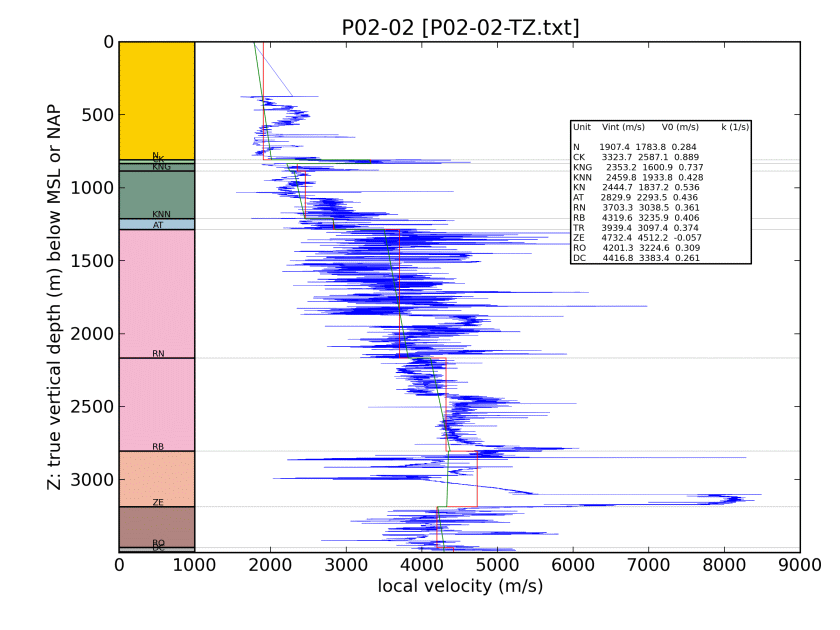 P02-02 [P02-02-TZ.txt]
Z: true vertical depth (m) below MSL or NAP
0
500
1000
1500
2000
2500
3000
N
CK
KNG
KNN
AT
RN
RB
ZE
RO
DC
Unit Vint (m/s) V0 (m/s) k (1/s)
N 1907.4 1783.8 0.284
CK 3323.7 2587.1 0.889
KNG 2353.2 1600.9 0.737
KNN 2459.8 1933.8 0.428
KN 2444.7 1837.2 0.536
AT 2829.9 2293.5 0.436
RN 3703.3 3038.5 0.361
RB 4319.6 3235.9 0.406
TR 3939.4 3097.4 0.374
ZE 4732.4 4512.2 -0.057
RO 4201.3 3224.6 0.309
DC 4416.8 3383.4 0.261
0 1000 2000 3000 4000 5000 6000 7000 8000 9000
local velocity (m/s)